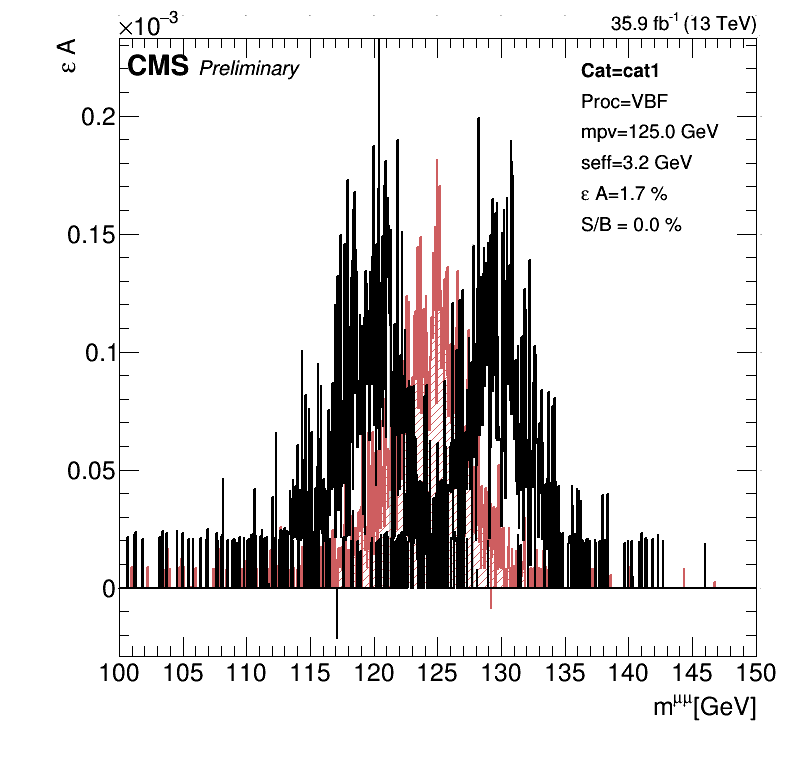 ×10⁻³
35.9 fb⁻¹ (13 TeV)
ε A
CMS Preliminary
Cat=cat1
Proc=VBF
mpv=125.0 GeV
seff=3.2 GeV
ε A=1.7 %
S/B = 0.0 %
0.2
0.15
0.1
0.05
0
100 105 110 115 120 125 130 135 140 145 150
m^μμ[GeV]